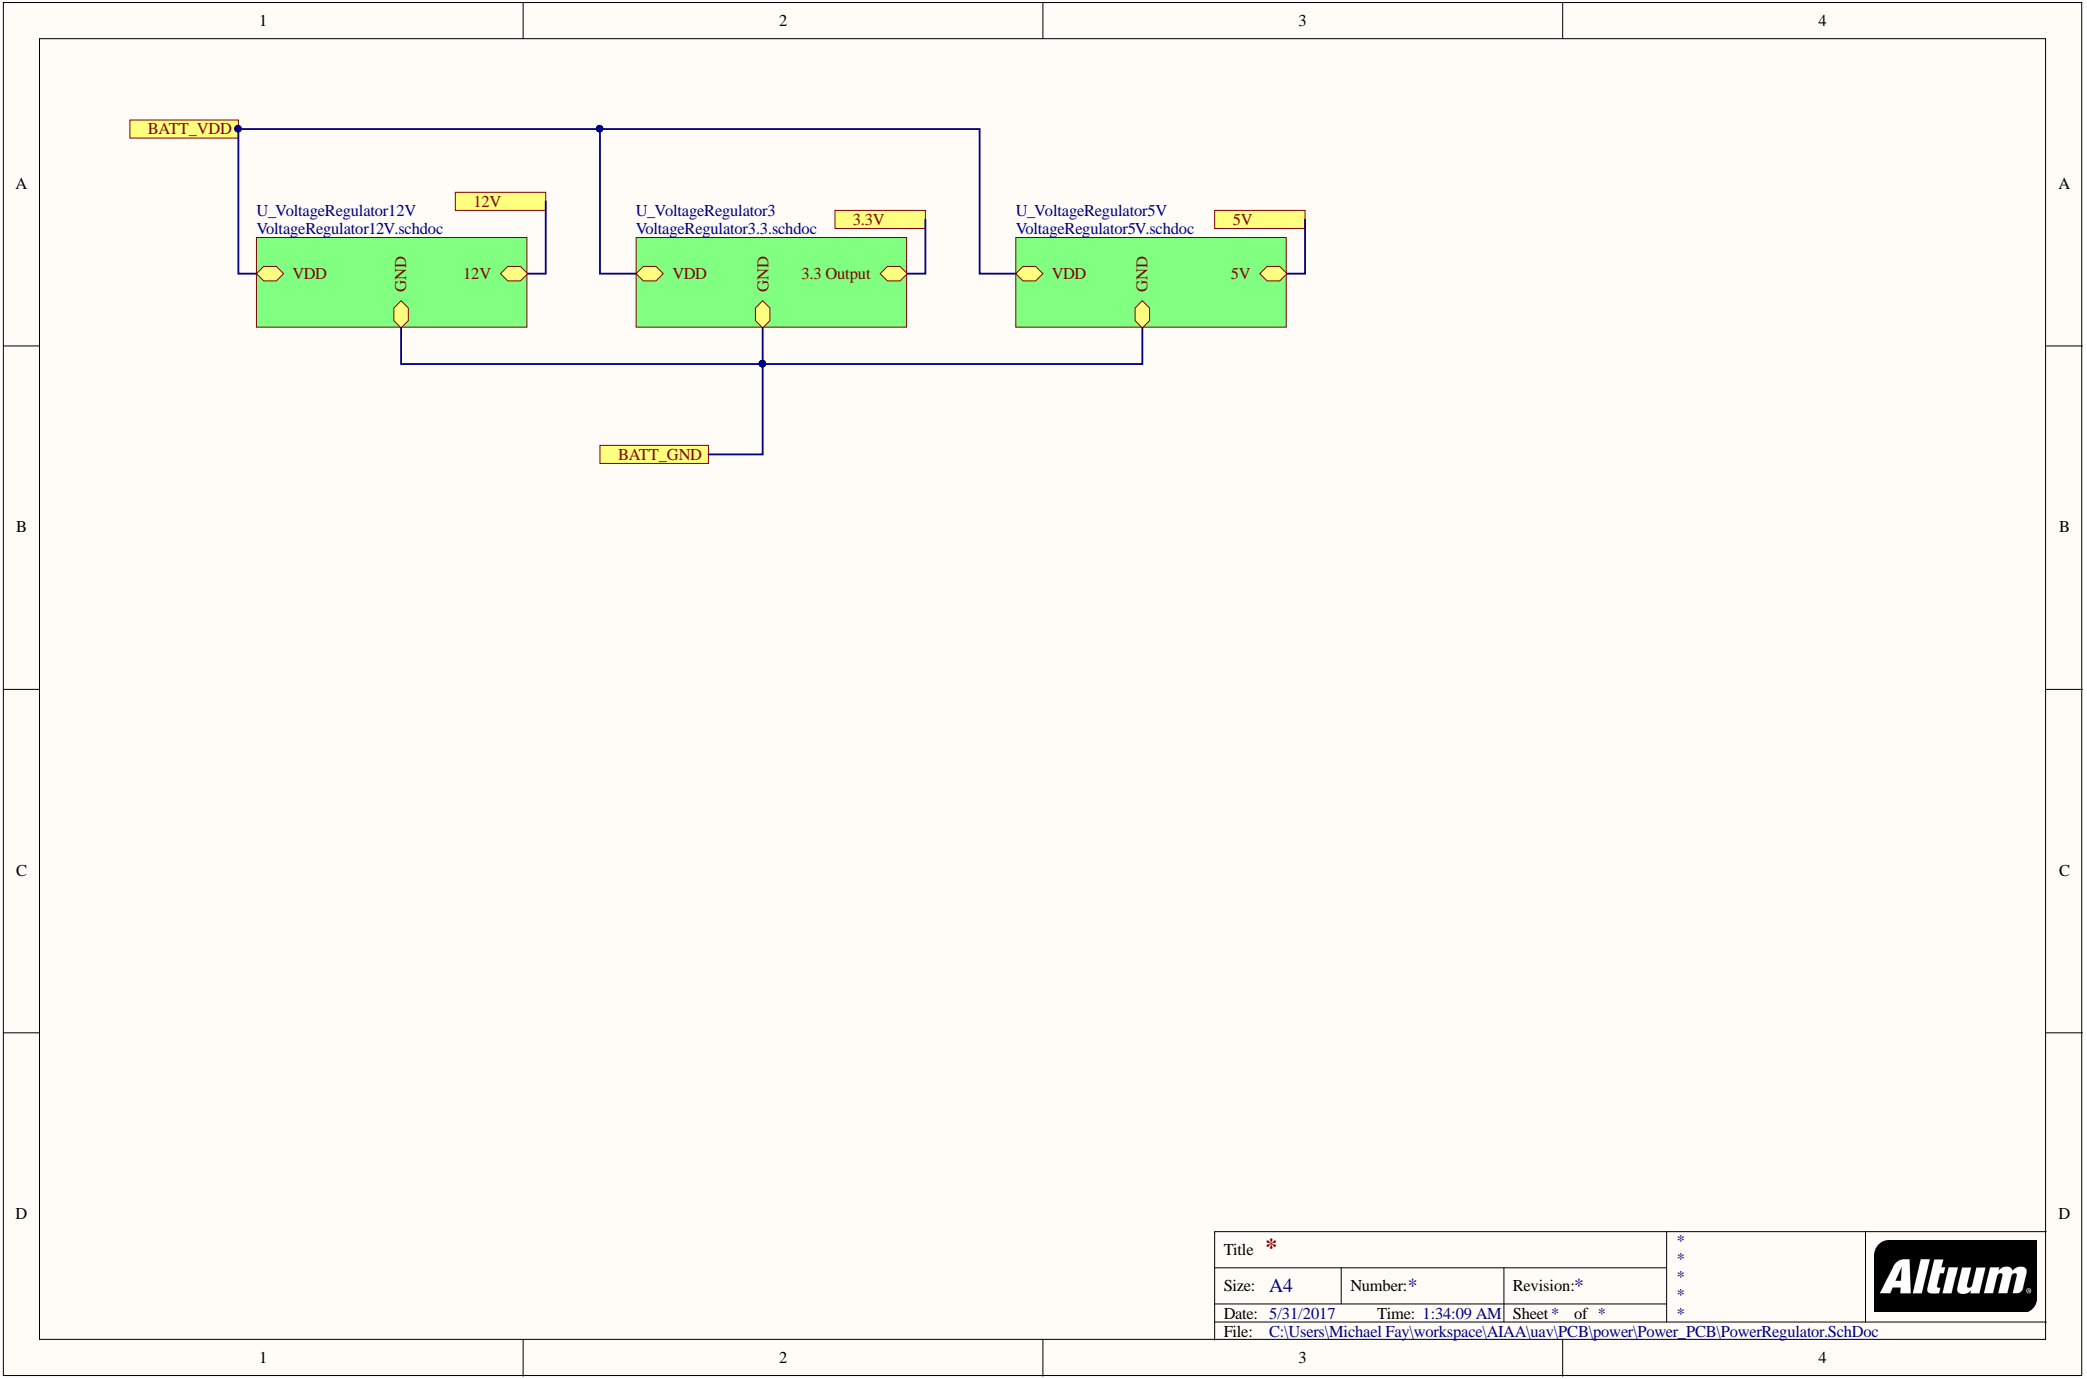 1 2 3 4
BATT_VDD
A A
12V
U_VoltageRegulator12V
VoltageRegulator12V.schdoc
VDD GND 12V
3.3V
U_VoltageRegulator3
VoltageRegulator3.3.schdoc
VDD GND 3.3 Output
5V
U_VoltageRegulator5V
VoltageRegulator5V.schdoc
VDD GND 5V
BATT_GND
B B
C C
D D
Title *
Size: A4 Number:* Revision:*
Date: 5/31/2017 Time: 1:34:09 AM Sheet * of *
File: C:\Users\Michael Fay\workspace\AIAA\uav\PCB\power\Power_PCB\PowerRegulator.SchDoc
*
*
*
*
*
Altıum®
1 2 3 4